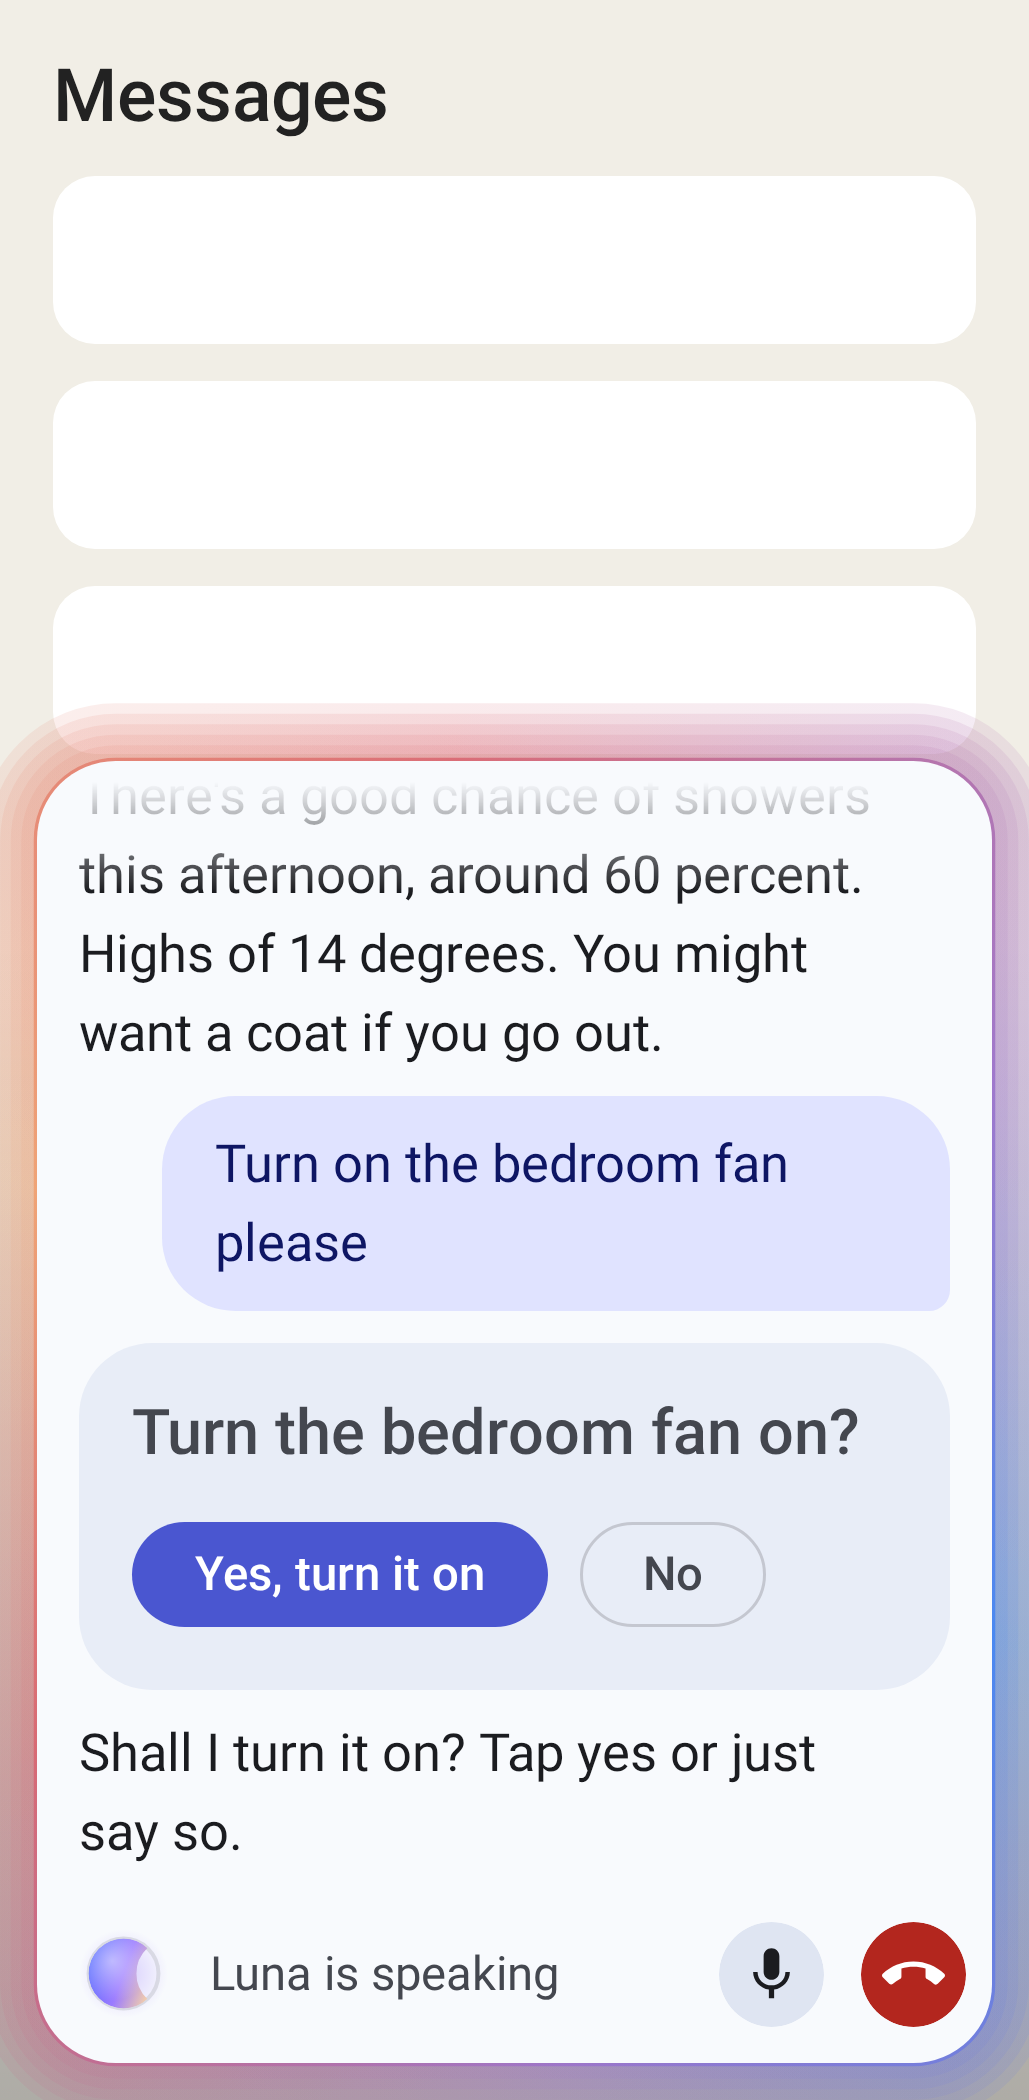 Messages
There's a good chance of showers
this afternoon, around 60 percent.
Highs of 14 degrees. You might
want a coat if you go out.
Turn on the bedroom fan
please
Turn the bedroom fan on?
Yes, turn it on
No
Shall I turn it on? Tap yes or just
say so.
Luna is speaking